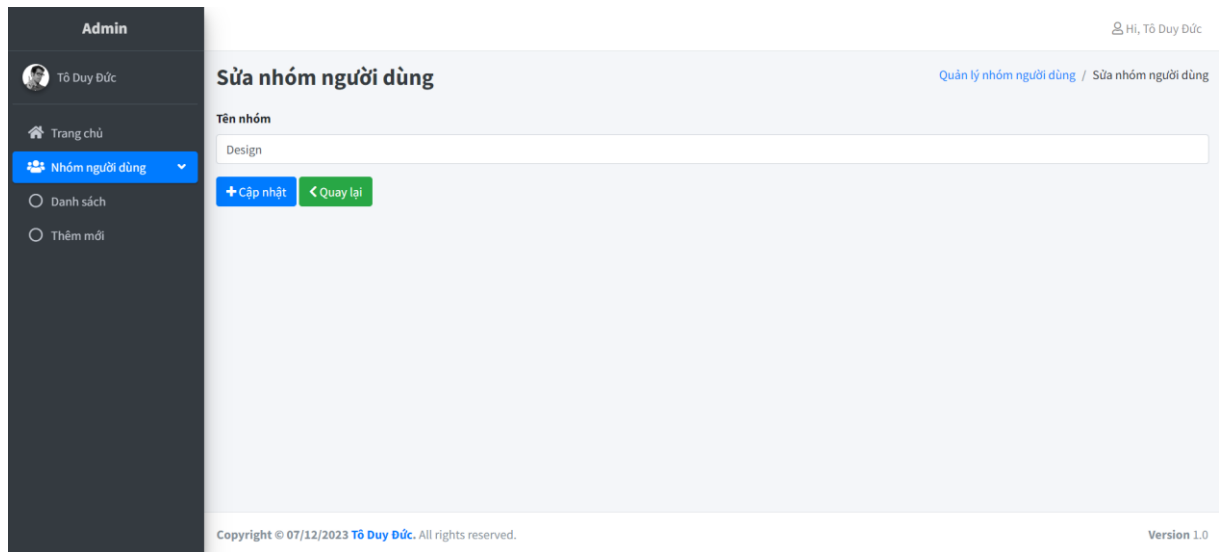 Admin
Hi, Tô Duy Đức
Tô Duy Đức
Trang chủ
Nhóm người dùng
Danh sách
Thêm mới
Sửa nhóm người dùng
Quản lý nhóm người dùng / Sửa nhóm người dùng
Tên nhóm
Design
Cập nhật Quay lại
Copyright © 07/12/2023 Tô Duy Đức. All rights reserved.
Version 1.0